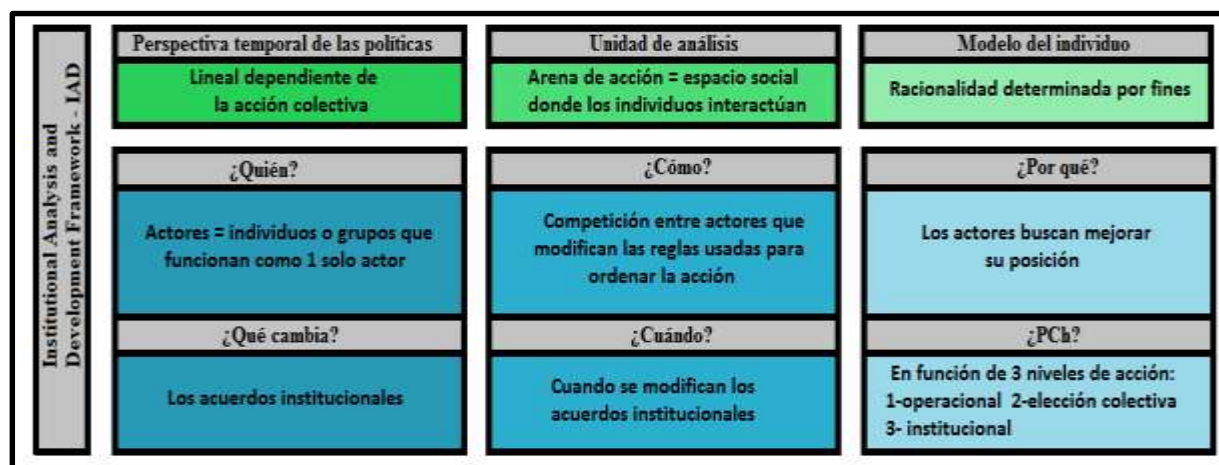 Institutional Analysis and
Development Framework - IAD
Perspectiva temporal de las políticas
Unidad de análisis
Modelo del individuo
Lineal dependiente de
la acción colectiva
Arena de acción = espacio social
donde los individuos interactúan
Racionalidad determinada por fines
¿Quién?
¿Cómo?
¿Por qué?
Actores = individuos o grupos que
funcionan como 1 solo actor
Competición entre actores que
modifican las reglas usadas para
ordenar la acción
Los actores buscan mejorar
su posición
¿Qué cambia?
¿Cuándo?
¿PCh?
Los acuerdos institucionales
Cuando se modifican los
acuerdos institucionales
En función de 3 niveles de acción:
1-operacional 2-elección colectiva
3- institucional